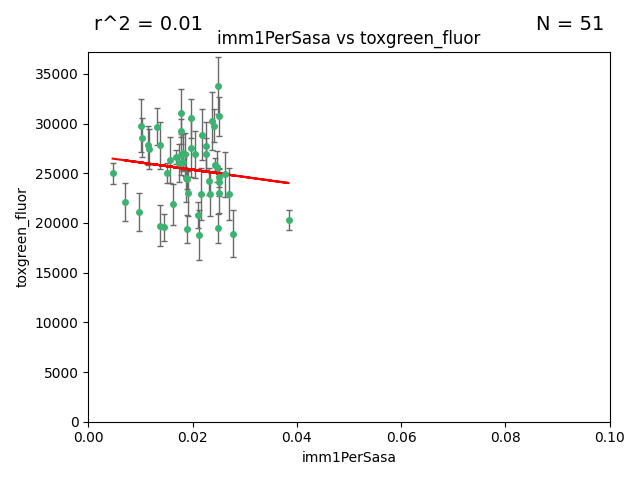 r^2 = 0.01
N = 51
imm1PerSasa vs toxgreen_fluor
toxgreen_fluor
35000
30000
25000
20000
15000
10000
5000
0
0.00
0.02
0.04
0.06
0.08
0.10
imm1PerSasa